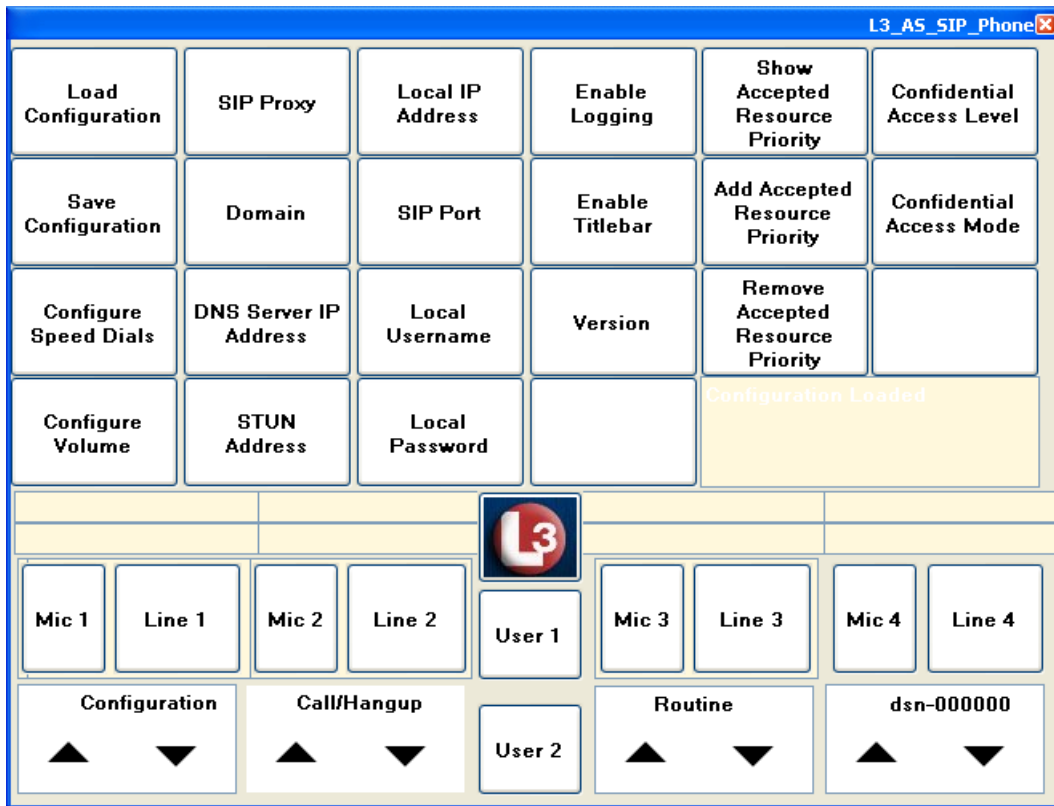 L3_AS_SIP_Phone
Load
Configuration
SIP Proxy
Local IP
Address
Enable
Logging
Show
Accepted
Resource
Priority
Confidential
Access Level
Save
Configuration
Domain
SIP Port
Enable
Titlebar
Add Accepted
Resource
Priority
Confidential
Access Mode
Configure
Speed Dials
DNS Server IP
Address
Local
Username
Version
Remove
Accepted
Resource
Priority
Configure
Volume
STUN
Address
Local
Password
Configuration Loaded
L3
Mic 1
Line 1
Mic 2
Line 2
User 1
Mic 3
Line 3
Mic 4
Line 4
Configuration
Call/Hangup
User 2
Routine
dsn-000000